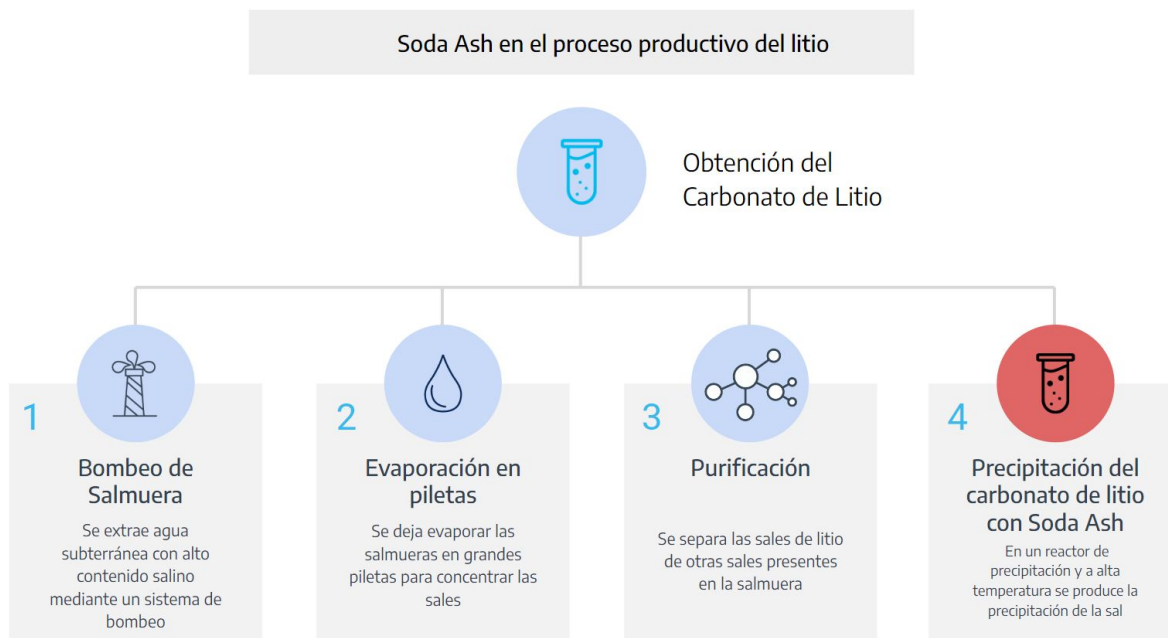 Soda Ash en el proceso productivo del litio
Obtención del
Carbonato de Litio
1
Bombeo de
Salmuera
Se extrae agua
subterránea con alto
contenido salino
mediante un sistema de
bombeo
2
Evaporación en
piletas
Se deja evaporar las
salmueras en grandes
piletas para concentrar las
sales
3
Purificación
Se separa las sales de litio
de otras sales presentes
en la salmuera
4
Precipitación del
carbonato de litio
con Soda Ash
En un reactor de
precipitación y a alta
temperatura se produce la
precipitación de la sal